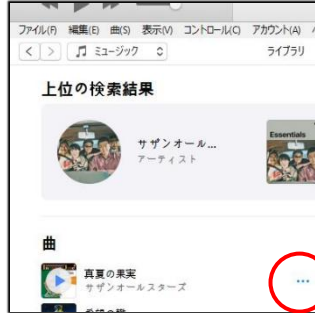 ファイル(F) 編集(E) 曲(S) 表示(V) コントロール(C) アカウント(A)
ミュージック
ライブラリ
上位の検索結果
サザンオール...
アーティスト
Essentials
曲
真夏の果実
サザンオールスターズ